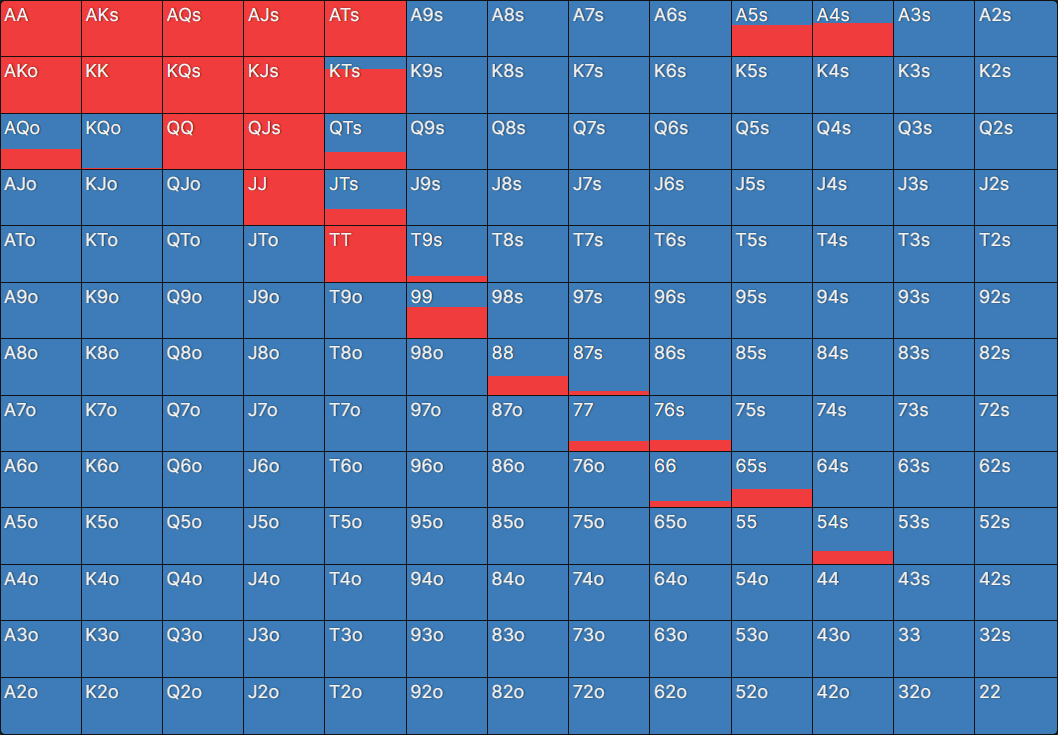 AA AKs AQs AJs ATs A9s A8s A7s A6s A5s A4s A3s A2s
AKo KK KQs KJs KTs K9s K8s K7s K6s K5s K4s K3s K2s
AQo KQo QQ QJs QTs Q9s Q8s Q7s Q6s Q5s Q4s Q3s Q2s
AJo KJo QJo JJ JTs J9s J8s J7s J6s J5s J4s J3s J2s
ATo KTo QTo JTo TT T9s T8s T7s T6s T5s T4s T3s T2s
A9o K9o Q9o J9o T9o 99 98s 97s 96s 95s 94s 93s 92s
A8o K8o Q8o J8o T8o 98o 88 87s 86s 85s 84s 83s 82s
A7o K7o Q7o J7o T7o 97o 87o 77 76s 75s 74s 73s 72s
A6o K6o Q6o J6o T6o 96o 86o 76o 66 65s 64s 63s 62s
A5o K5o Q5o J5o T5o 95o 85o 75o 65o 55 54s 53s 52s
A4o K4o Q4o J4o T4o 94o 84o 74o 64o 54o 44 43s 42s
A3o K3o Q3o J3o T3o 93o 83o 73o 63o 53o 43o 33 32s
A2o K2o Q2o J2o T2o 92o 82o 72o 62o 52o 42o 32o 22